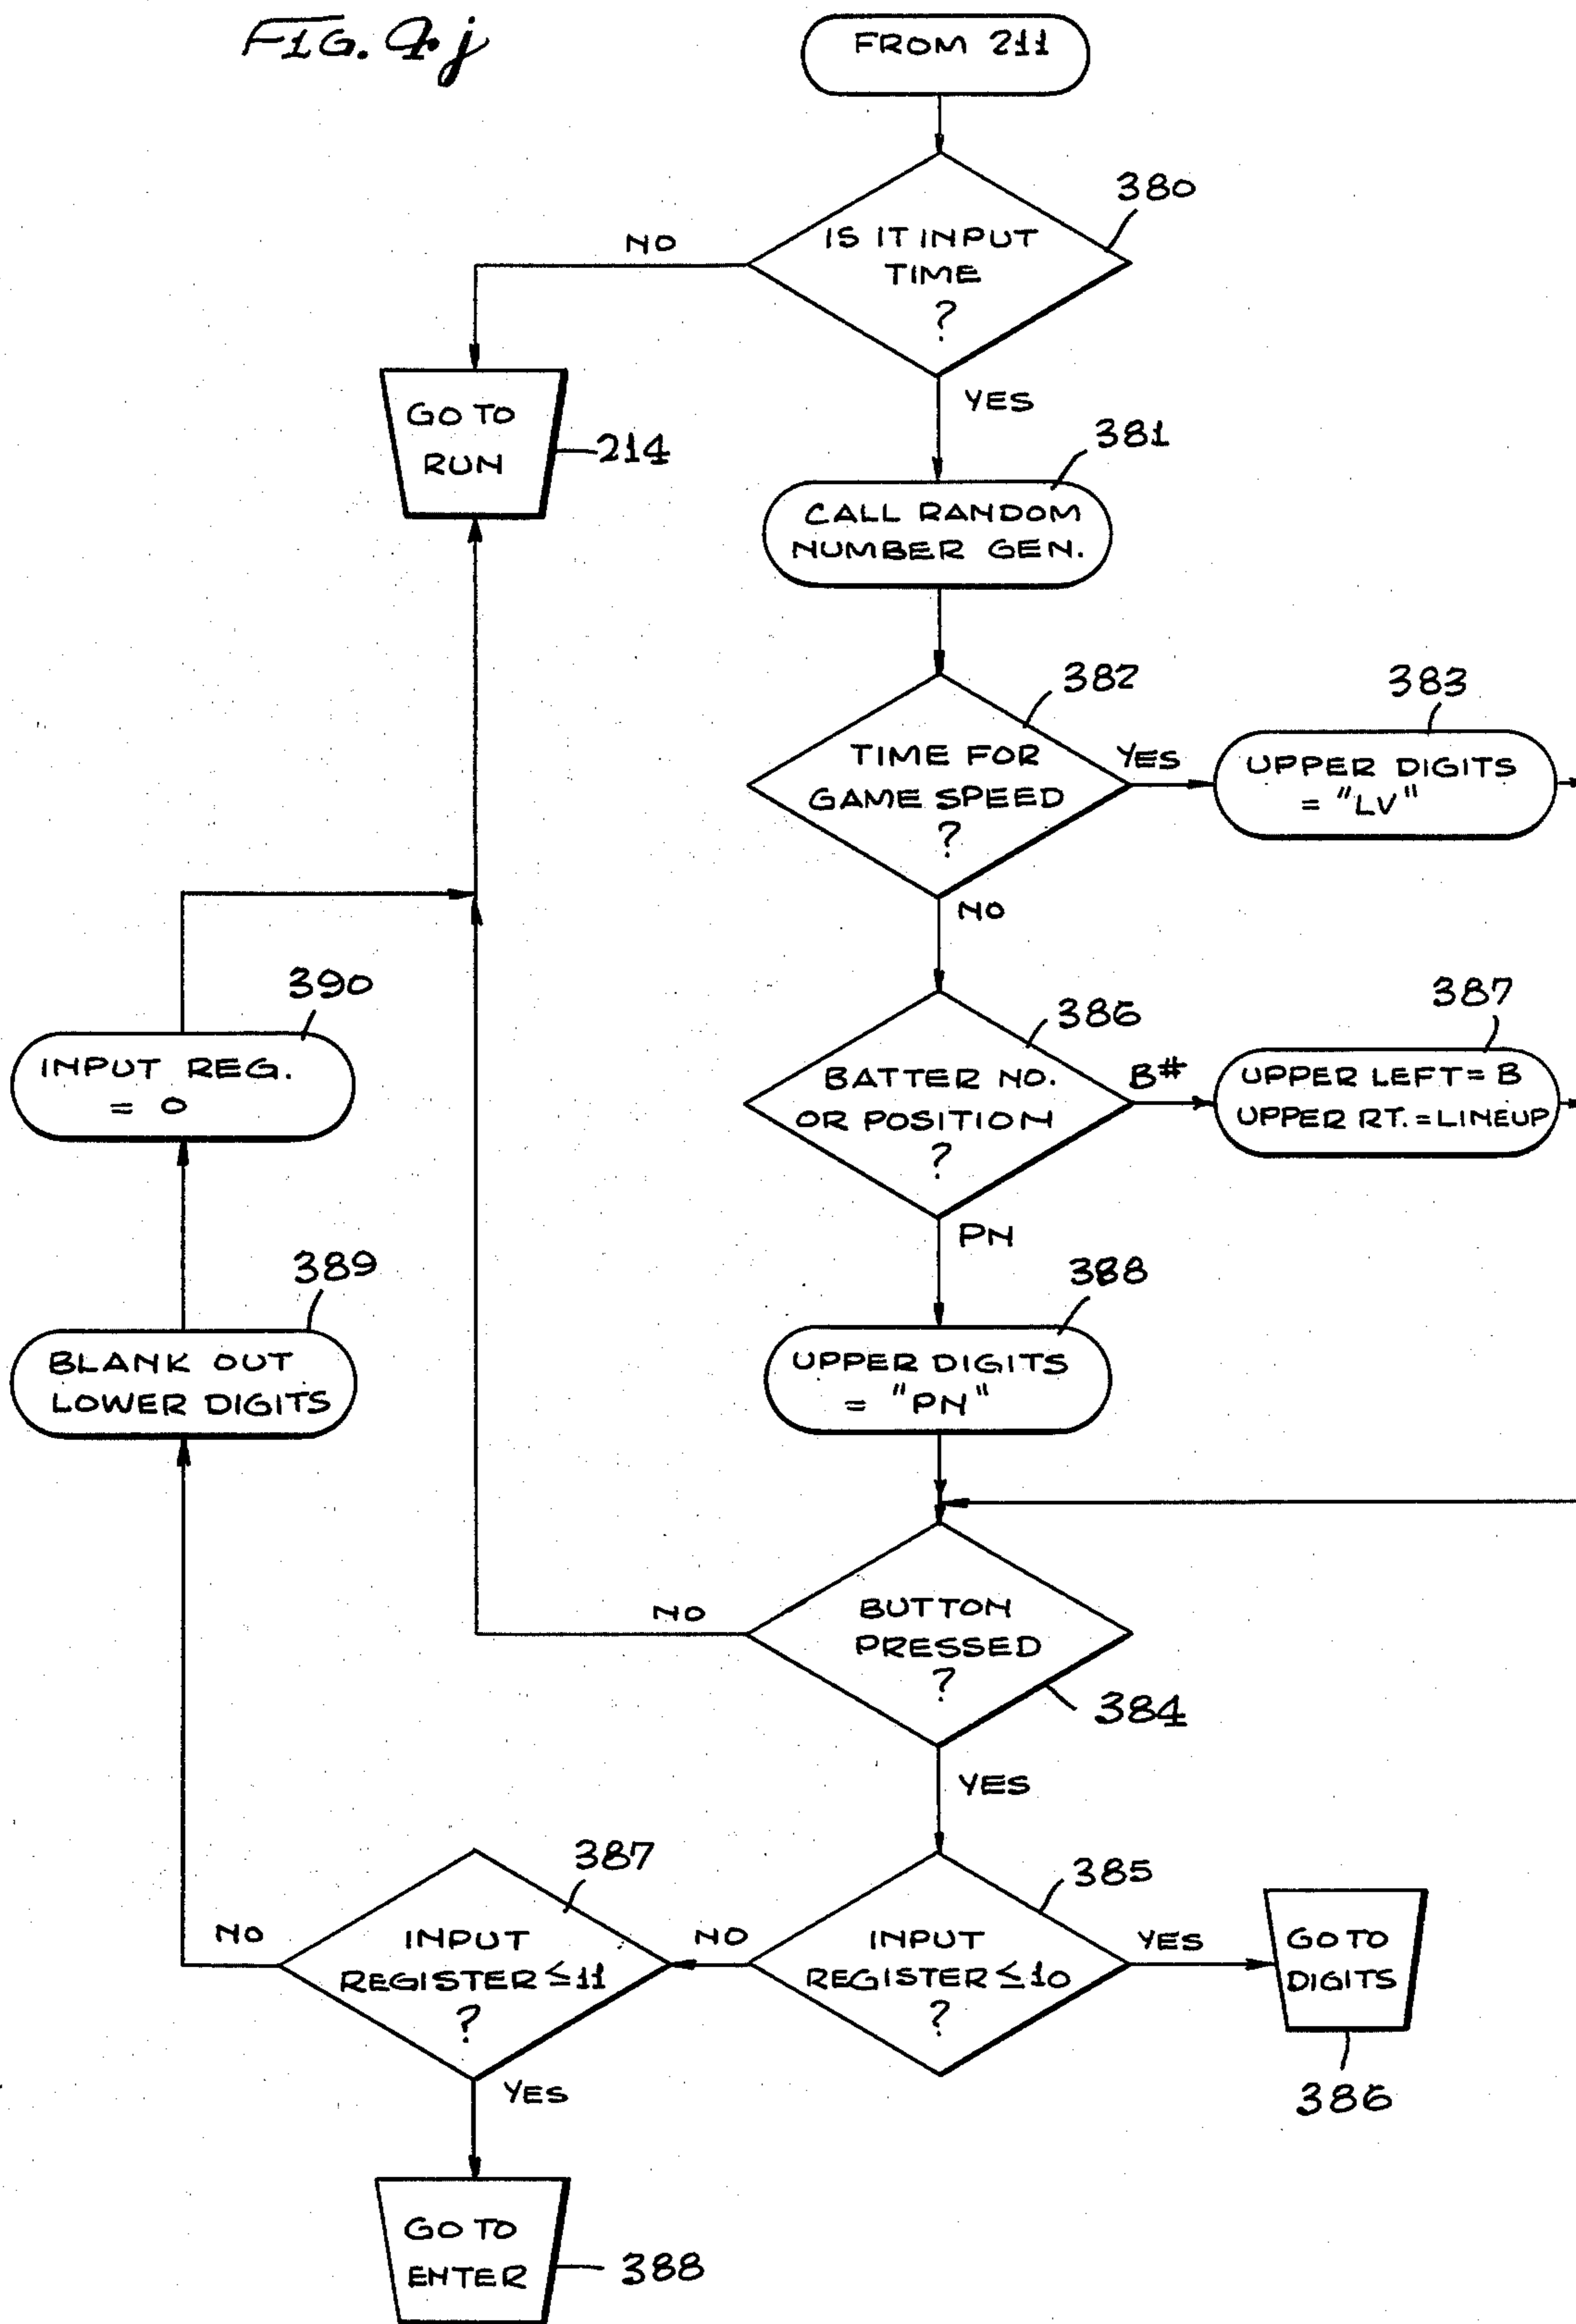 FIG. 9j
FROM 211
380
IS IT INPUT
TIME
?
NO
YES
GO TO
RUN
214
381
CALL RANDOM
NUMBER GEN.
382
TIME FOR
GAME SPEED
?
YES
NO
383
UPPER DIGITS
= "LV"
386
BATTER NO.
OR POSITION
?
B#
PN
387
UPPER LEFT = B
UPPER RT. = LINEUP
390
INPUT REG.
= 0
389
BLANK OUT
LOWER DIGITS
388
UPPER DIGITS
= "PN"
BUTTON
PRESSED
?
NO
384
YES
385
INPUT
REGISTER ≤10
?
YES
NO
GO TO
DIGITS
386
387
INPUT
REGISTER ≤11
?
NO
YES
GO TO
ENTER
388